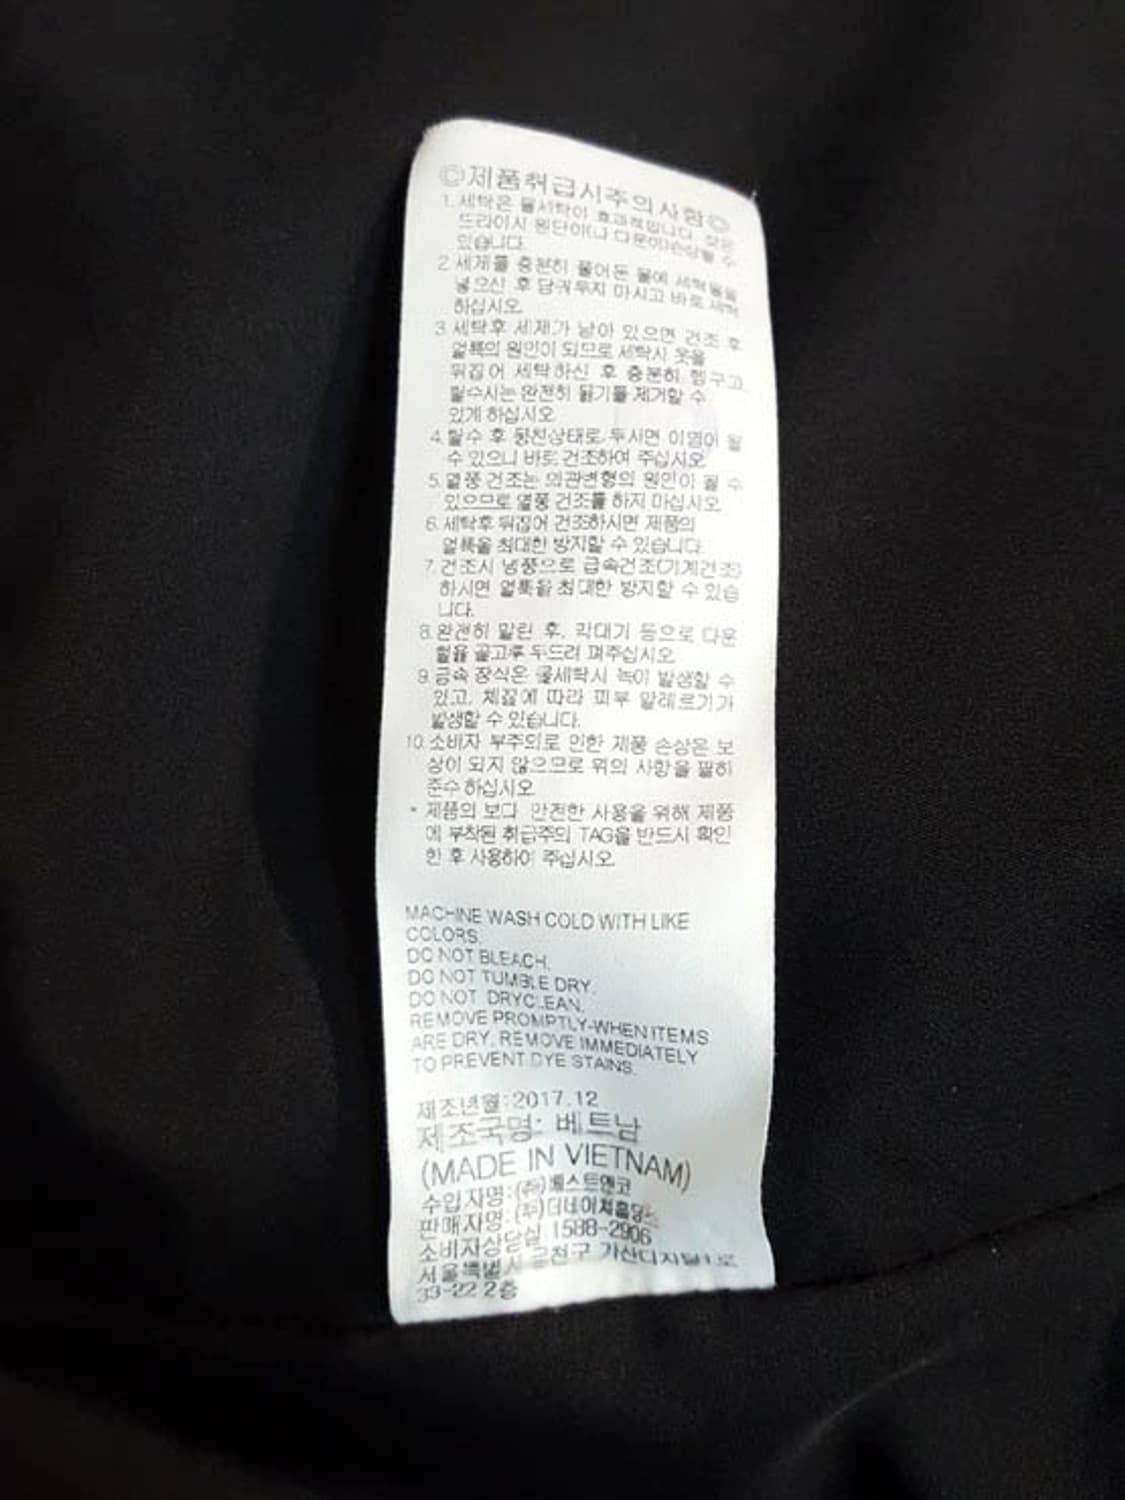 ◎제품취급시주의사항◎
1. 세탁은 물세탁이 효과적입니다. 잦은
드라이시 원단이(나 다운이)손상될 수
있습니다.
2. 세제를 충분히 풀어둔 물에 세탁물을
넣으신 후 담궈두지 마시고 바로 세탁
하십시오.
3. 세탁후 세제가 남아 있으면 건조 후
얼룩의 원인이 되므로 세탁시 옷을
뒤집어 세탁하신 후 충분히 헹구고
탈수시는 완전히 물기를 제거할 수
있게 하십시오
4. 탈수 후 뭉친상태로 두시면 이염이 될
수 있으니 바로 건조하여 주십시오
5. 열풍 건조는 외관변형의 원인이 될 수
있으므로 열풍 건조를 하지 마십시오
6. 세탁후 뒤집어 건조하시면 제품의
얼룩을 최대한 방지할 수 있습니다.
7. 건조시 냉풍으로 급속건조(기계건조)
하시면 얼룩을 최대한 방지할 수 있습
니다.
8. 완전히 말린 후, 막대기 등으로 다운
털을 골고루 두드려 펴주십시오
9. 금속 장식은 물세탁시 녹이 발생할 수
있고, 체질에 따라 피부 알레르기가
발생할 수 있습니다.
10. 소비자 부주의로 인한 제품 손상은 보
상이 되지 않으므로 위의 사항을 필히
준수 하십시오
* 제품의 보다 안전한 사용을 위해 제품
에 부착된 취급주의 TAG을 반드시 확인
한 후 사용하여 주십시오.
MACHINE WASH COLD WITH LIKE
COLORS.
DO NOT BLEACH.
DO NOT TUMBLE DRY.
DO NOT DRYCLEAN.
REMOVE PROMPTLY-WHEN ITEMS
ARE DRY, REMOVE IMMEDIATELY
TO PREVENT DYE STAINS.
제조년월:2017.12
제조국명: 베트남
(MADE IN VIETNAM)
수입자명:(주)베스트앤코
판매자명:(주)더네이쳐홀딩스
소비자상담실 1588-2906
서울특별시 금천구 가산디지털1로
33-22 2층